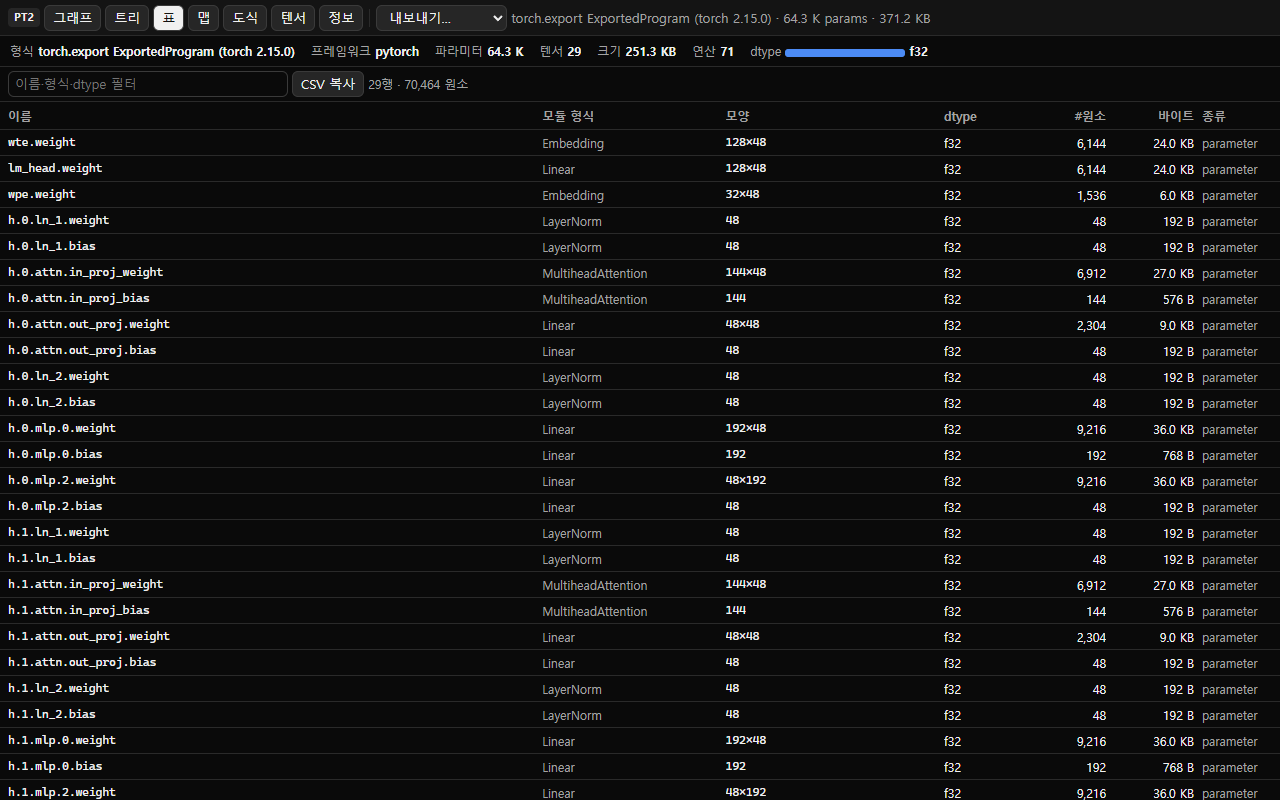 PT2 그래프 트리 표 맵 도식 텐서 정보 내보내기... torch.export ExportedProgram (torch 2.15.0) · 64.3 K params · 371.2 KB
형식 torch.export ExportedProgram (torch 2.15.0) 프레임워크 pytorch 파라미터 64.3 K 텐서 29 크기 251.3 KB 연산 71 dtype f32
이름·형식·dtype 필터 CSV 복사 29행 · 70,464 원소
이름 모듈 형식 모양 dtype #원소 바이트 종류
wte.weight Embedding 128×48 f32 6,144 24.0 KB parameter
lm_head.weight Linear 128×48 f32 6,144 24.0 KB parameter
wpe.weight Embedding 32×48 f32 1,536 6.0 KB parameter
h.0.ln_1.weight LayerNorm 48 f32 48 192 B parameter
h.0.ln_1.bias LayerNorm 48 f32 48 192 B parameter
h.0.attn.in_proj_weight MultiheadAttention 144×48 f32 6,912 27.0 KB parameter
h.0.attn.in_proj_bias MultiheadAttention 144 f32 144 576 B parameter
h.0.attn.out_proj.weight Linear 48×48 f32 2,304 9.0 KB parameter
h.0.attn.out_proj.bias Linear 48 f32 48 192 B parameter
h.0.ln_2.weight LayerNorm 48 f32 48 192 B parameter
h.0.ln_2.bias LayerNorm 48 f32 48 192 B parameter
h.0.mlp.0.weight Linear 192×48 f32 9,216 36.0 KB parameter
h.0.mlp.0.bias Linear 192 f32 192 768 B parameter
h.0.mlp.2.weight Linear 48×192 f32 9,216 36.0 KB parameter
h.0.mlp.2.bias Linear 48 f32 48 192 B parameter
h.1.ln_1.weight LayerNorm 48 f32 48 192 B parameter
h.1.ln_1.bias LayerNorm 48 f32 48 192 B parameter
h.1.attn.in_proj_weight MultiheadAttention 144×48 f32 6,912 27.0 KB parameter
h.1.attn.in_proj_bias MultiheadAttention 144 f32 144 576 B parameter
h.1.attn.out_proj.weight Linear 48×48 f32 2,304 9.0 KB parameter
h.1.attn.out_proj.bias Linear 48 f32 48 192 B parameter
h.1.ln_2.weight LayerNorm 48 f32 48 192 B parameter
h.1.ln_2.bias LayerNorm 48 f32 48 192 B parameter
h.1.mlp.0.weight Linear 192×48 f32 9,216 36.0 KB parameter
h.1.mlp.0.bias Linear 192 f32 192 768 B parameter
h.1.mlp.2.weight Linear 48×192 f32 9,216 36.0 KB parameter